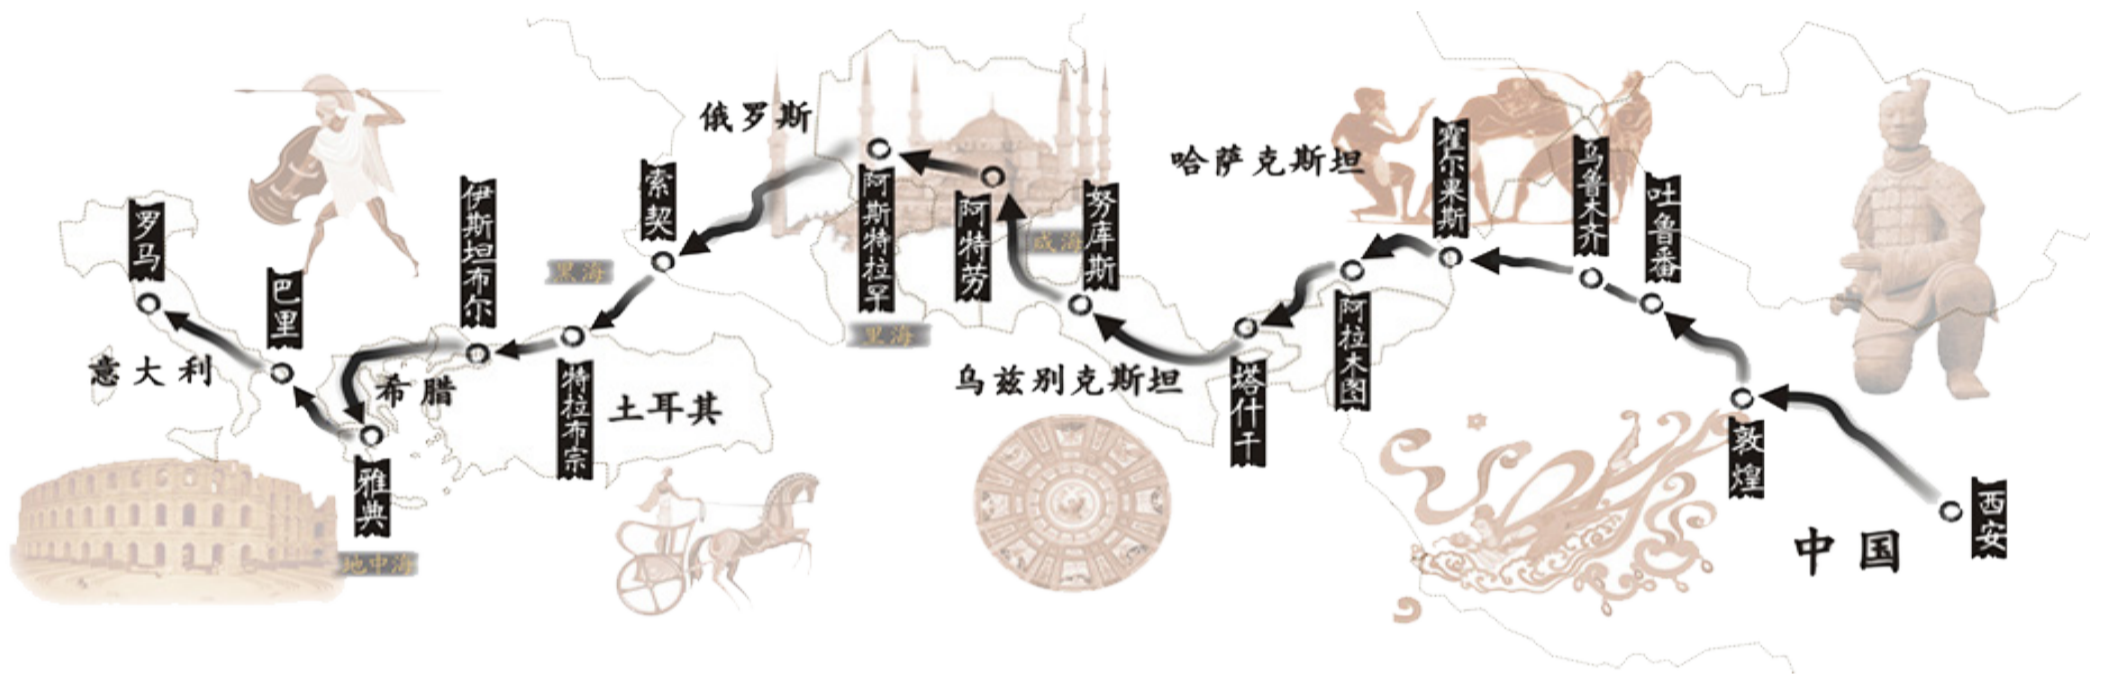 俄罗斯
哈萨克斯坦
霍尔果斯
乌鲁木齐
吐鲁番
索契
伊斯坦布尔
罗马
阿斯特拉罕
阿特劳
努库斯
咸海
黑海
巴里
阿拉木图
里海
意大利
希腊
土耳其
特拉布宗
乌兹别克斯坦
塔什干
敦煌
雅典
西安
中国
地中海